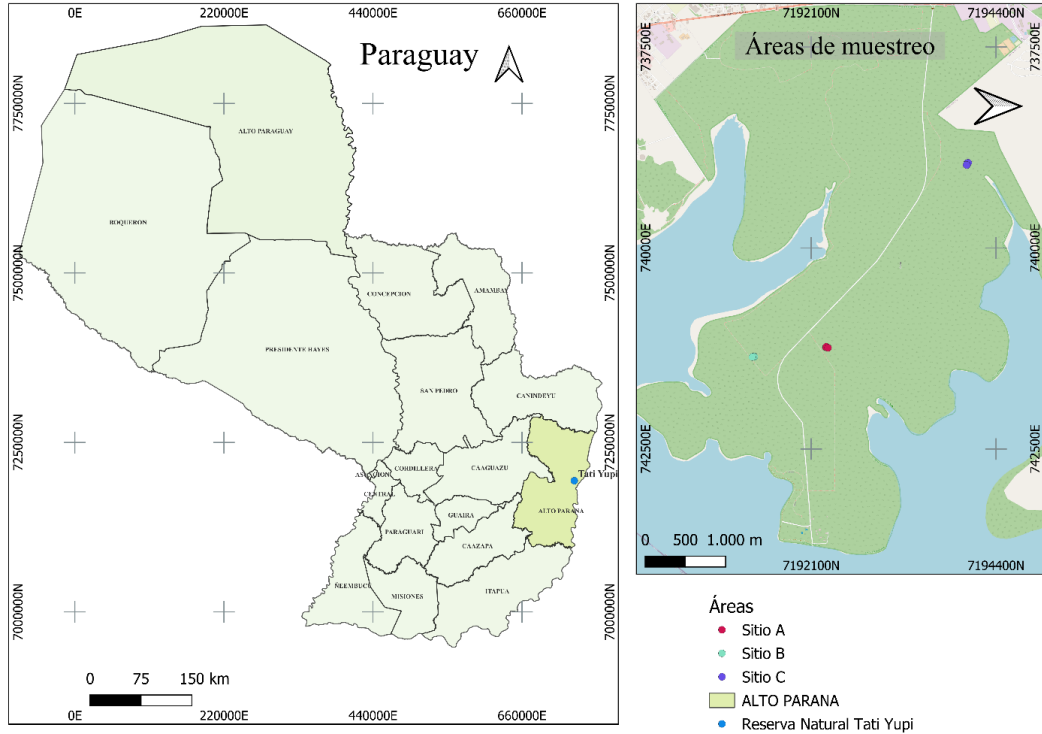 0E 220000E 440000E 660000E
Paraguay
7750000N 7750000N
ALTO PARAGUAY
BOQUERON
7500000N 7500000N
CONCEPCION
AMAMBAY
PRESIDENTE HAYES
SAN PEDRO
CANINDEYU
7250000N 7250000N
CORDILLERA
CAAGUAZU
ASUNCION
Tati Yupi
CENTRAL
ALTO PARANA
GUAIRA
PARAGUARI
CAAZAPA
ÑEEMBUCU
MISIONES
ITAPUA
7000000N 7000000N
0 75 150 km
0E 220000E 440000E 660000E
7192100N 7194400N
Áreas de muestreo
737500E 737500E
740000E 740000E
742500E 742500E
0 500 1.000 m
7192100N 7194400N
Áreas
Sitio A
Sitio B
Sitio C
ALTO PARANA
Reserva Natural Tati Yupi